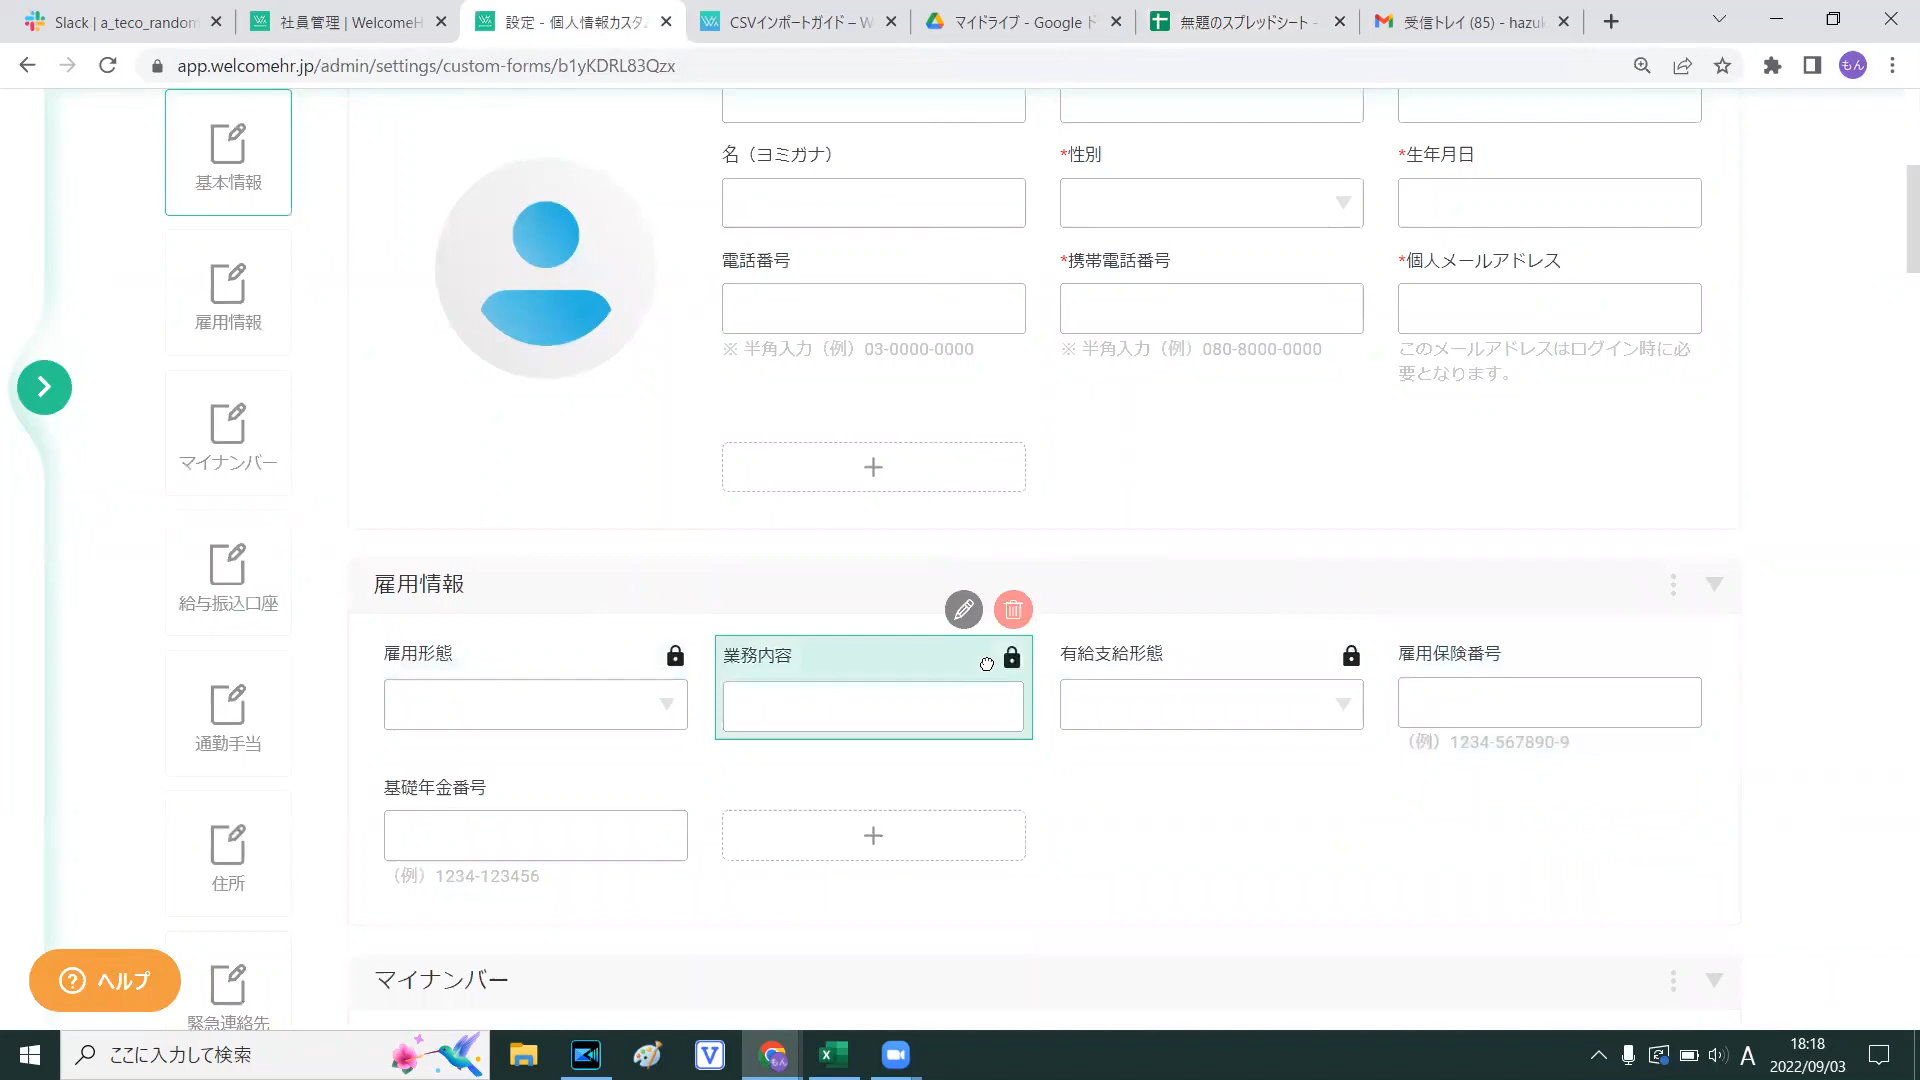 Slack | a_teco_random
社員管理 | WelcomeH
設定 - 個人情報カスタ
CSVインポートガイド – W
マイドライブ - Google ド
無題のスプレッドシート -
受信トレイ (85) - hazuk
app.welcomehr.jp/admin/settings/custom-forms/b1yKDRL83Qzx
もん
基本情報
雇用情報
マイナンバー
給与振込口座
通勤手当
住所
緊急連絡先
名（ヨミガナ）
*性別
*生年月日
電話番号
*携帯電話番号
*個人メールアドレス
※ 半角入力（例）03-0000-0000
※ 半角入力（例）080-8000-0000
このメールアドレスはログイン時に必
要となります。
雇用情報
雇用形態
業務内容
有給支給形態
雇用保険番号
（例）1234-567890-9
基礎年金番号
（例）1234-123456
マイナンバー
ヘルプ
ここに入力して検索
A
18:18
2022/09/03